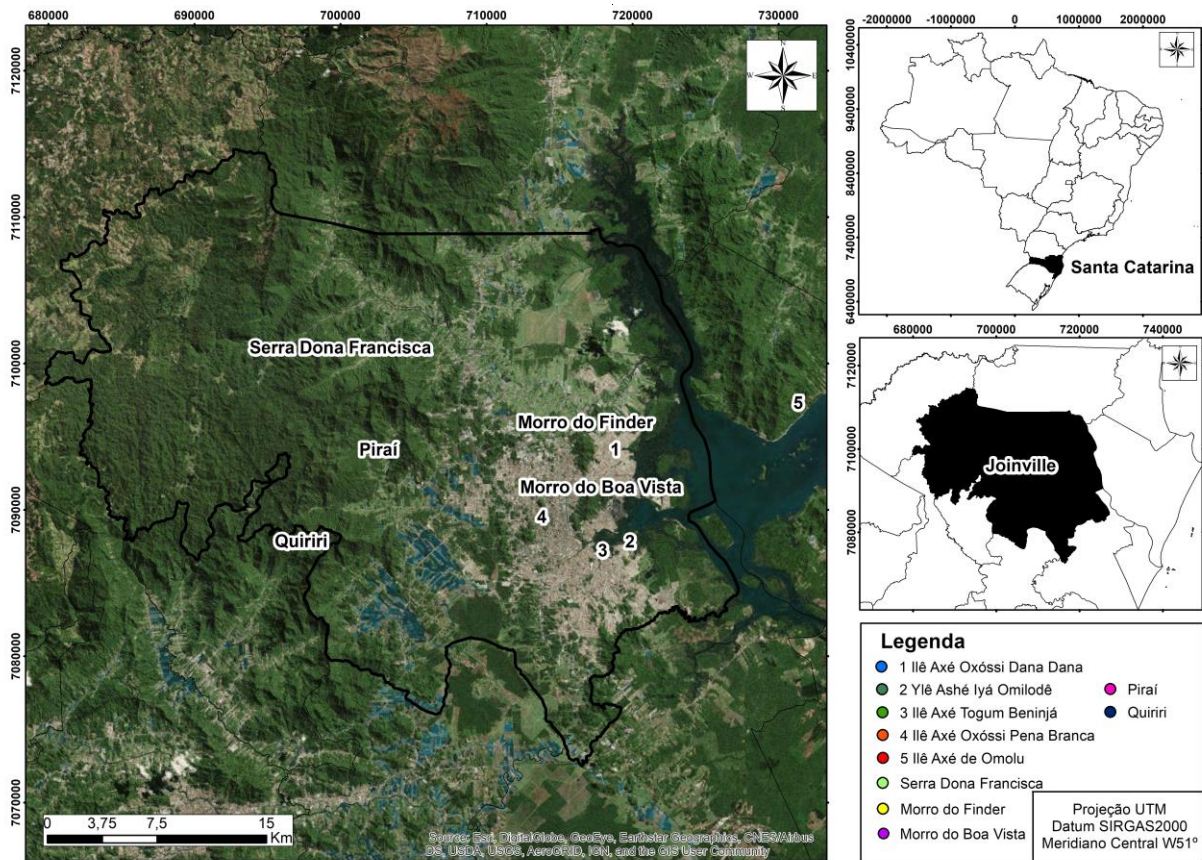 680000 690000 700000 710000 720000 730000
7120000
7110000
7100000
7090000
7080000
7070000
N
W E
S
Serra Dona Francisca
Morro do Finder
1
5
Piraí
Morro do Boa Vista
4
Quiriri
3 2
0 3,75 7,5 15
Km
Source: Esri, DigitalGlobe, GeoEye, Earthstar Geographics, CNES/Airbus
DS, USDA, USGS, AeroGRID, IGN, and the GIS User Community
-2000000 -1000000 0 1000000 2000000
10400000
9400000
8400000
7400000
6400000
Santa Catarina
680000 700000 720000 740000
7120000
7100000
7080000
Joinville
Legenda
1 Ilê Axé Oxóssi Dana Dana
2 Ylê Ashé Iyá Omilodê
3 Ilê Axé Togum Beninjá
4 Ilê Axé Oxóssi Pena Branca
5 Ilê Axé de Omolu
Serra Dona Francisca
Morro do Finder
Morro do Boa Vista
Piraí
Quiriri
Projeção UTM
Datum SIRGAS2000
Meridiano Central W51